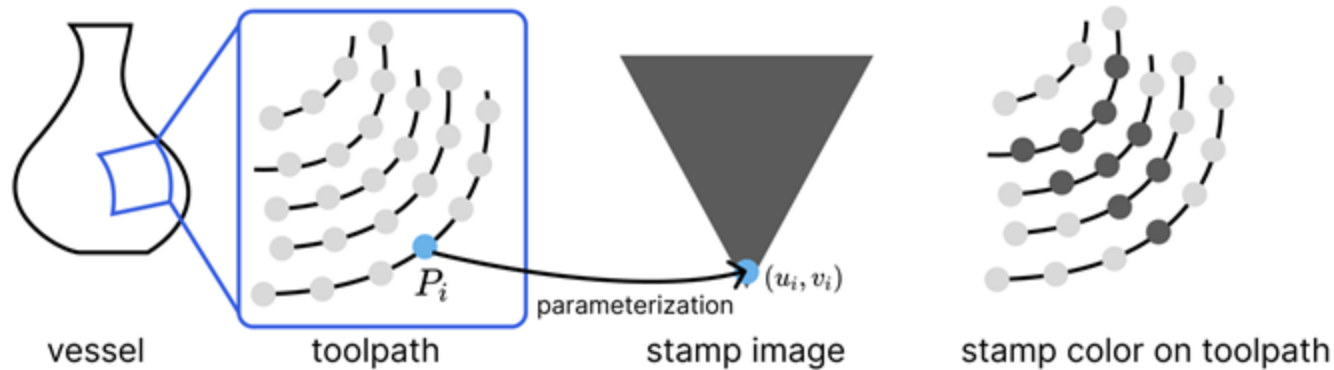 P_i
(u_i, v_i)
parameterization
vessel
toolpath
stamp image
stamp color on toolpath